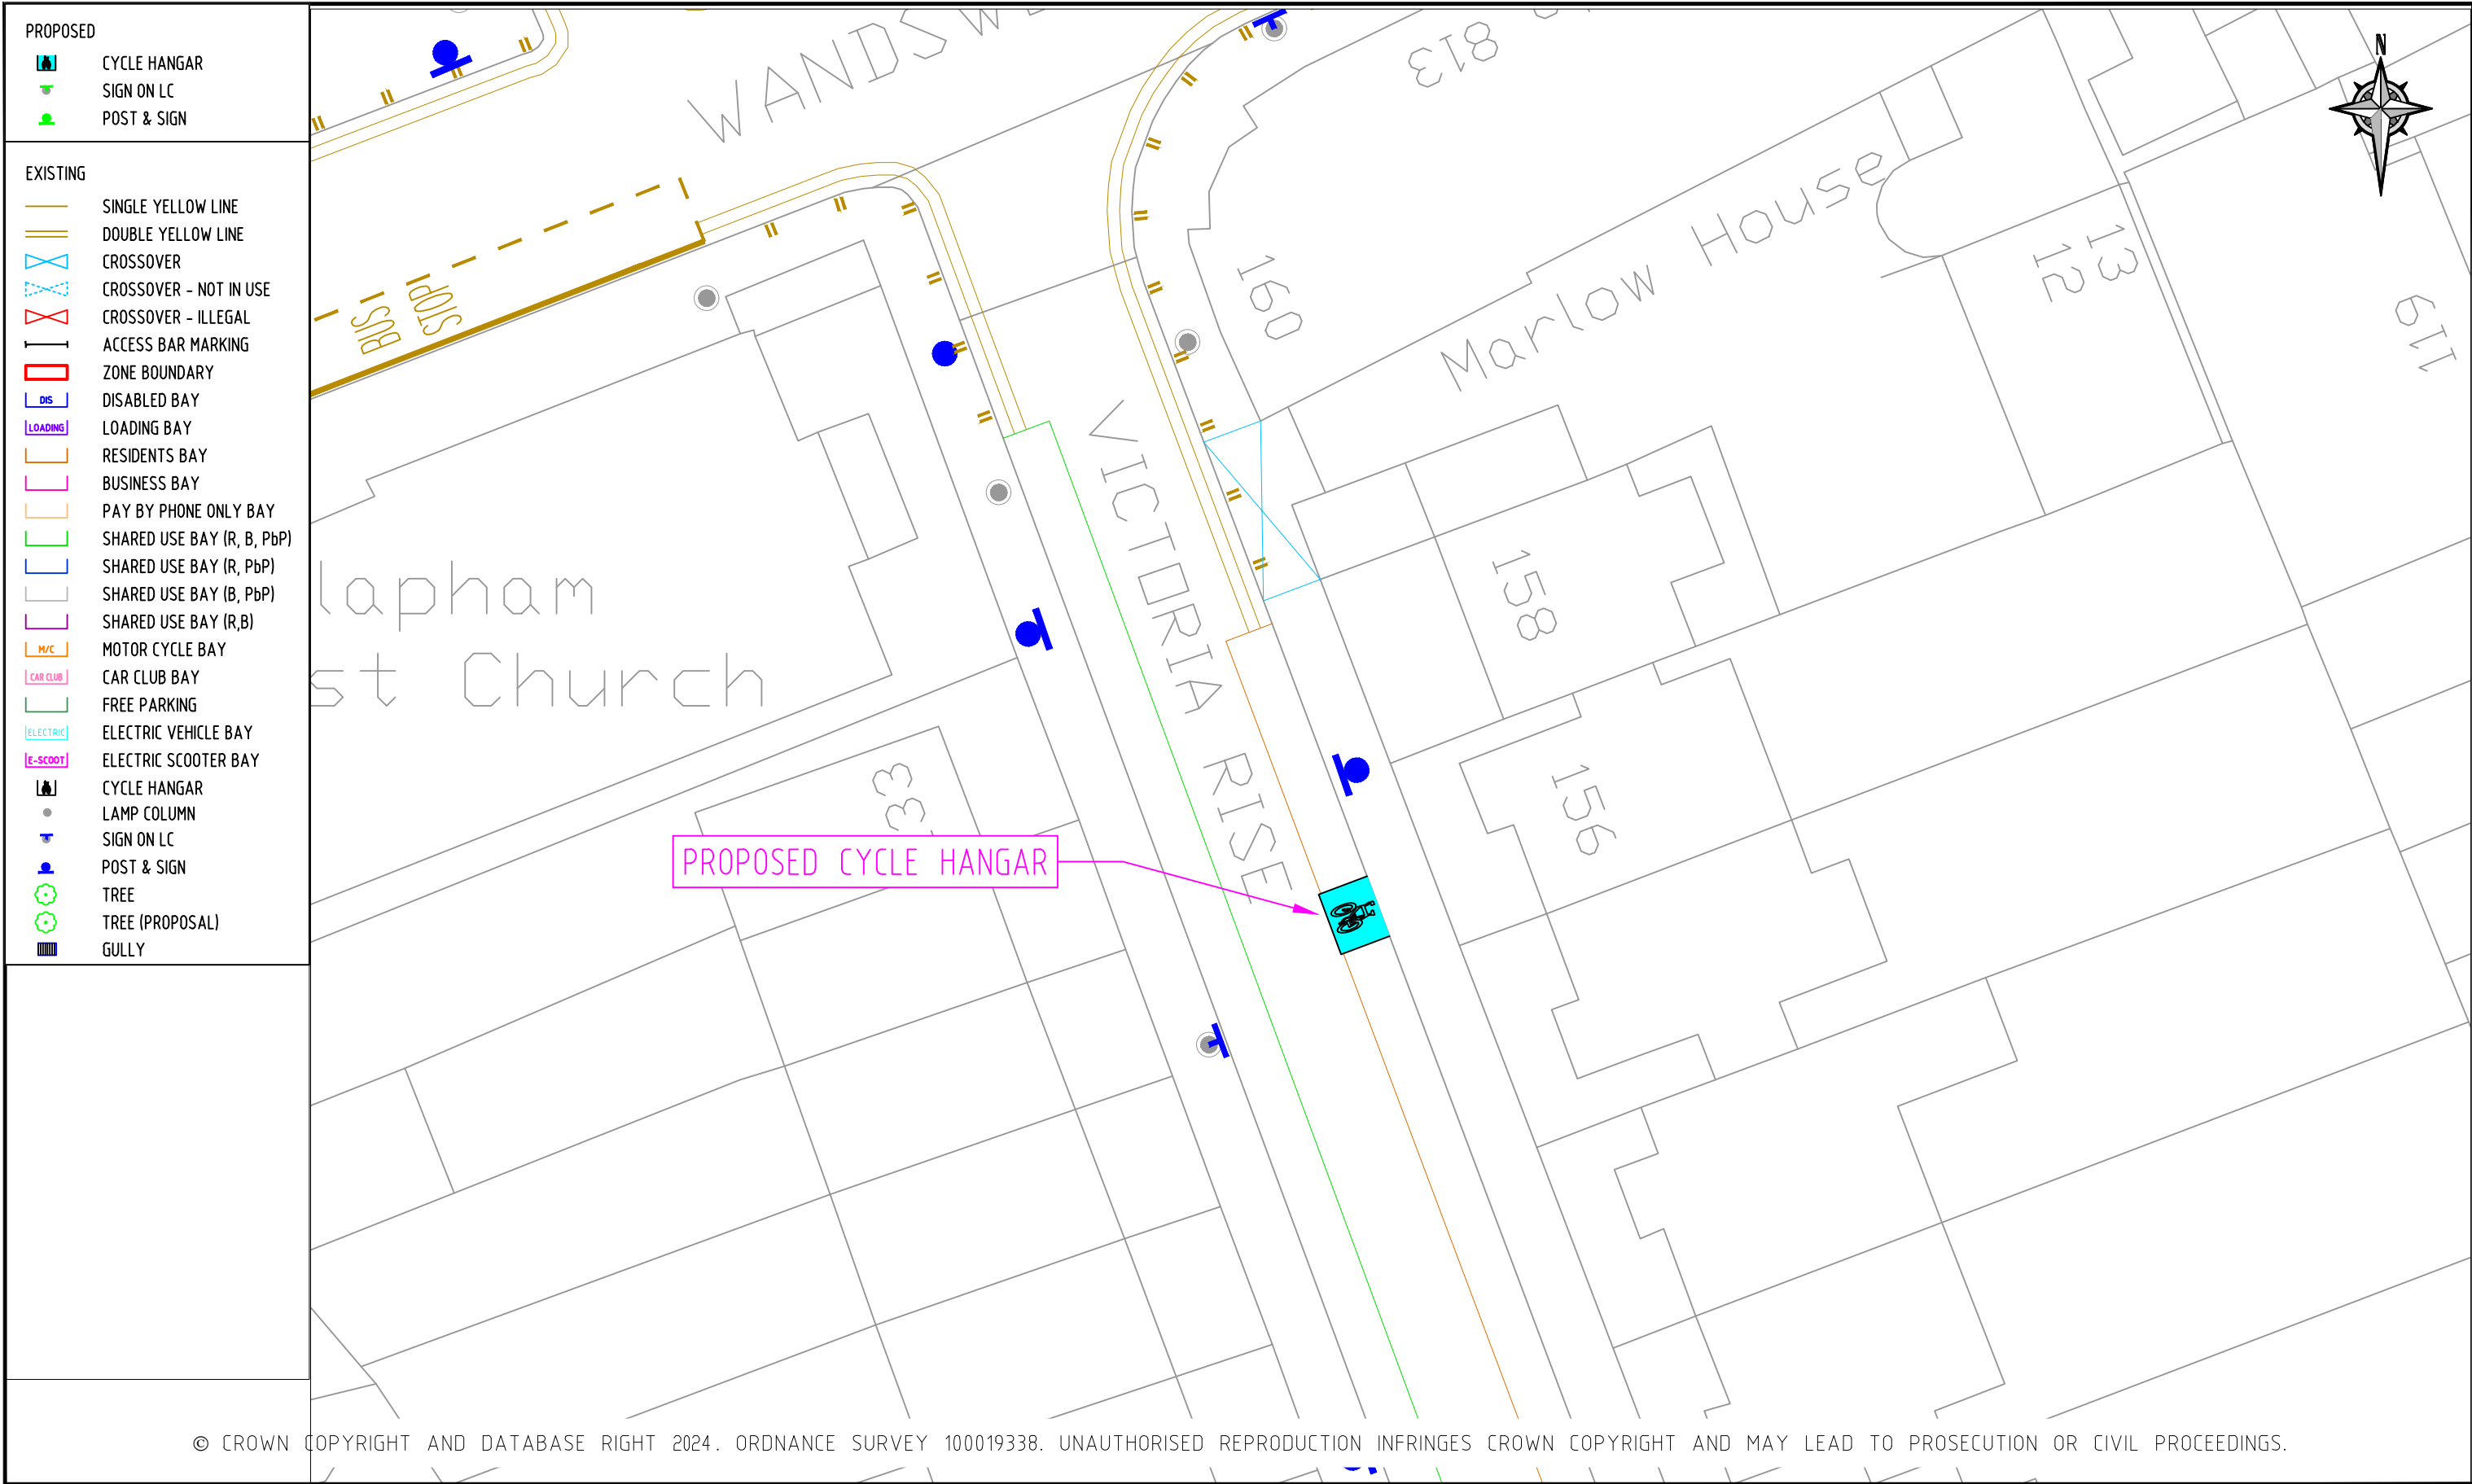 PROPOSED
CYCLE HANGAR
SIGN ON LC
POST & SIGN
EXISTING
SINGLE YELLOW LINE
DOUBLE YELLOW LINE
CROSSOVER
CROSSOVER - NOT IN USE
CROSSOVER - ILLEGAL
ACCESS BAR MARKING
ZONE BOUNDARY
DIS DISABLED BAY
LOADING LOADING BAY
RESIDENTS BAY
BUSINESS BAY
PAY BY PHONE ONLY BAY
SHARED USE BAY (R, B, PbP)
SHARED USE BAY (R, PbP)
SHARED USE BAY (B, PbP)
SHARED USE BAY (R,B)
M/C MOTOR CYCLE BAY
CAR CLUB CAR CLUB BAY
FREE PARKING
ELECTRIC ELECTRIC VEHICLE BAY
E-SCOOT ELECTRIC SCOOTER BAY
CYCLE HANGAR
LAMP COLUMN
SIGN ON LC
POST & SIGN
TREE
TREE (PROPOSAL)
GULLY
WANDSW
813
N
Marlow House
160
12
13
119
BUS
STOP
VICTORIA RISE
lapham
st Church
158
156
33
PROPOSED CYCLE HANGAR
© CROWN COPYRIGHT AND DATABASE RIGHT 2024. ORDNANCE SURVEY 100019338. UNAUTHORISED REPRODUCTION INFRINGES CROWN COPYRIGHT AND MAY LEAD TO PROSECUTION OR CIVIL PROCEEDINGS.